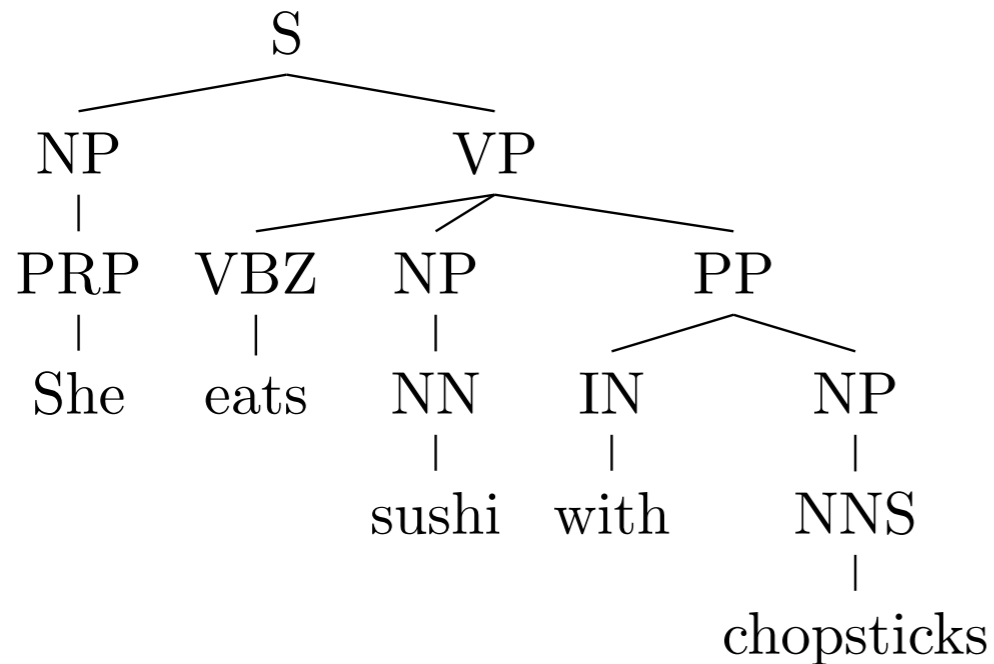 S
NP VP
PRP VBZ NP PP
She eats NN IN NP
sushi with NNS
chopsticks